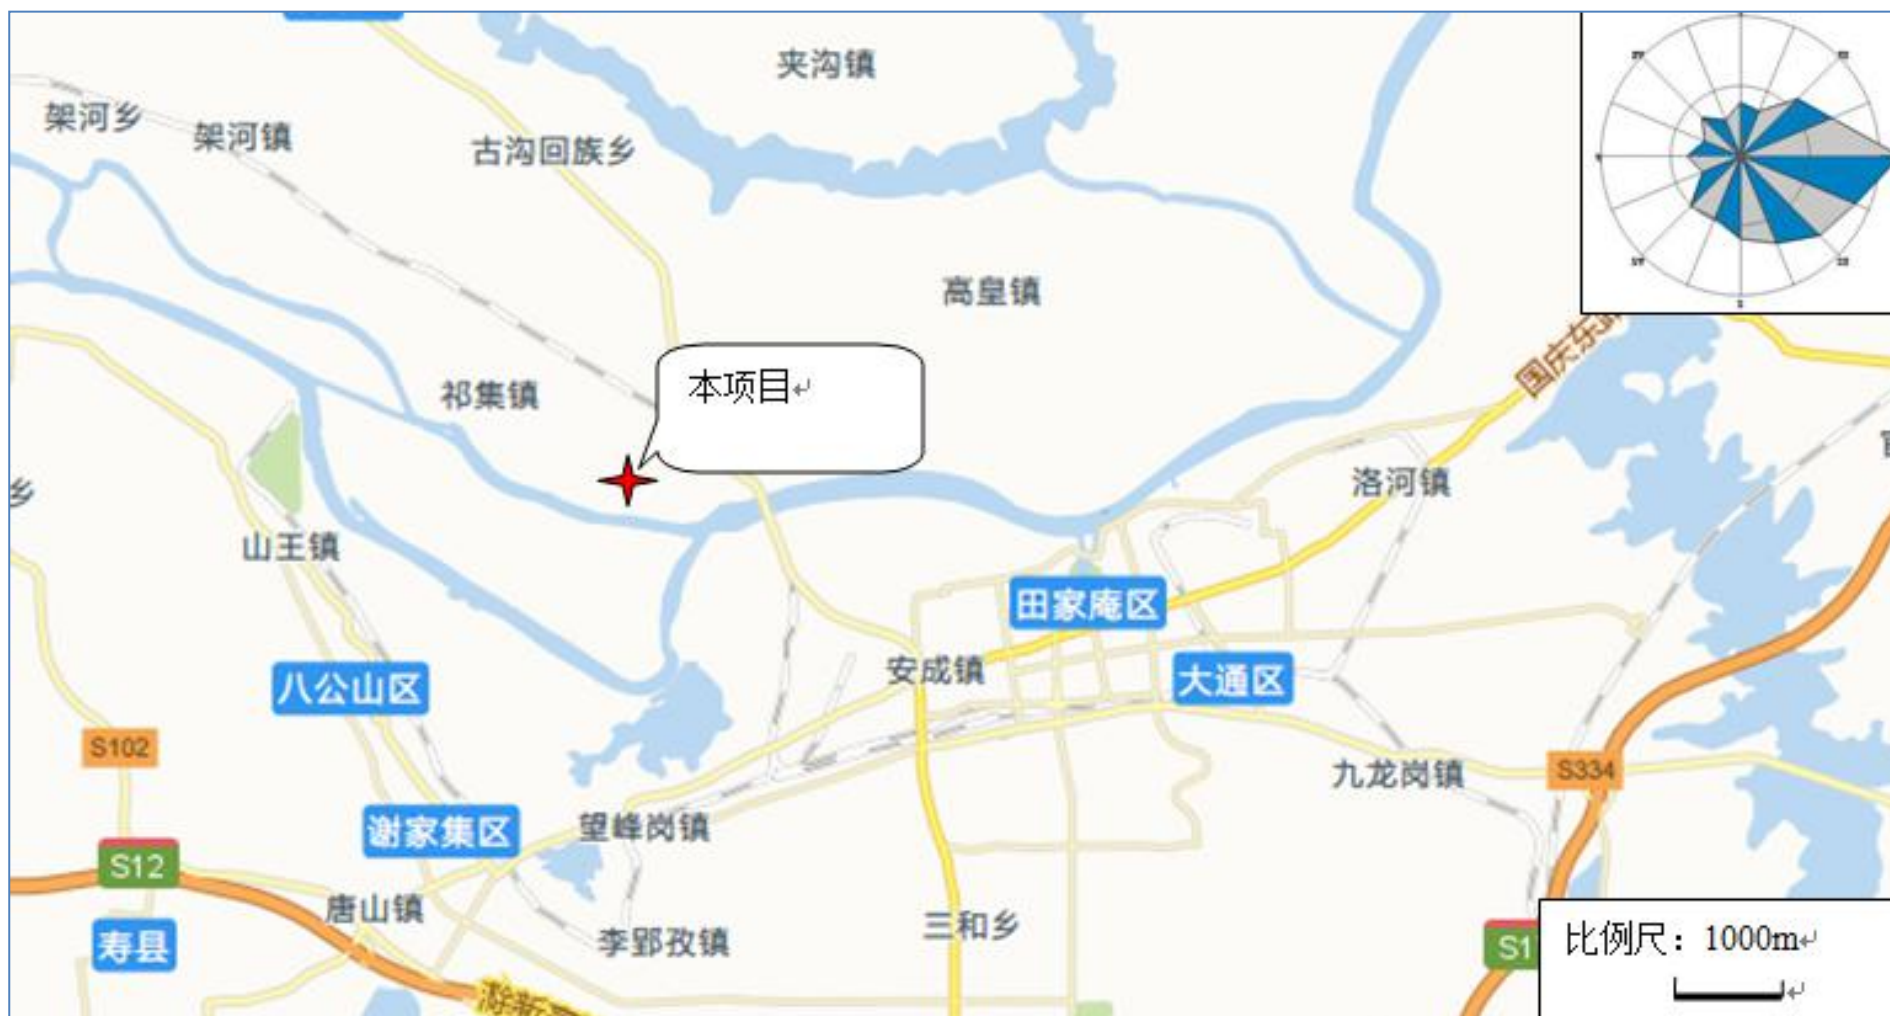 夹沟镇
架河乡
架河镇
古沟回族乡
高皇镇
国庆东路
本项目
祁集镇
洛河镇
乡
山王镇
田家庵区
安成镇
大通区
八公山区
S102
九龙岗镇
S334
谢家集区
望峰岗镇
S12
唐山镇
三和乡
李郢孜镇
寿县
S1
比例尺：1000m
滁新高